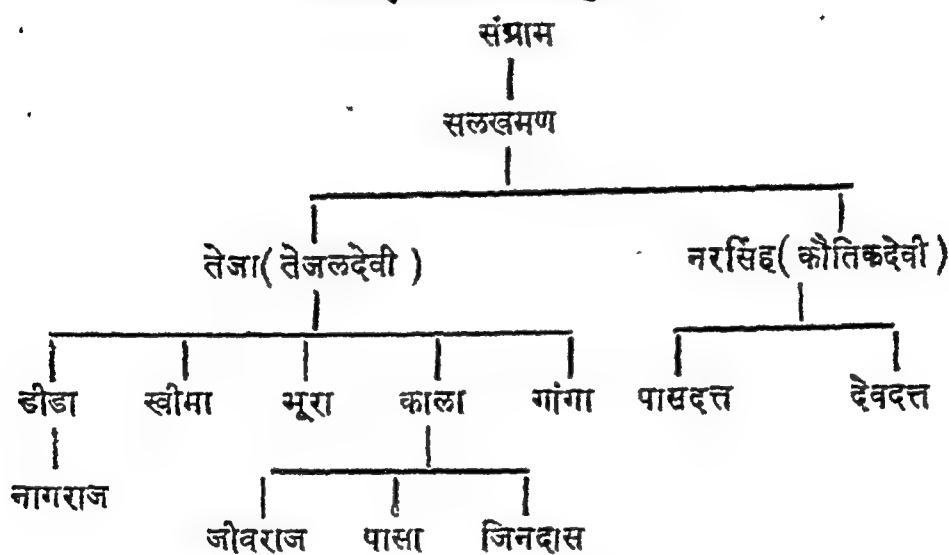 संग्राम
सलखमण
तेजा( तेजलदेवी ) नरसिंह( कौतिकदेवी )
डीडा खीमा भूरा काला गांगा पासदत्त देवदत्त
नागराज
जीवराज पासा जिनदास